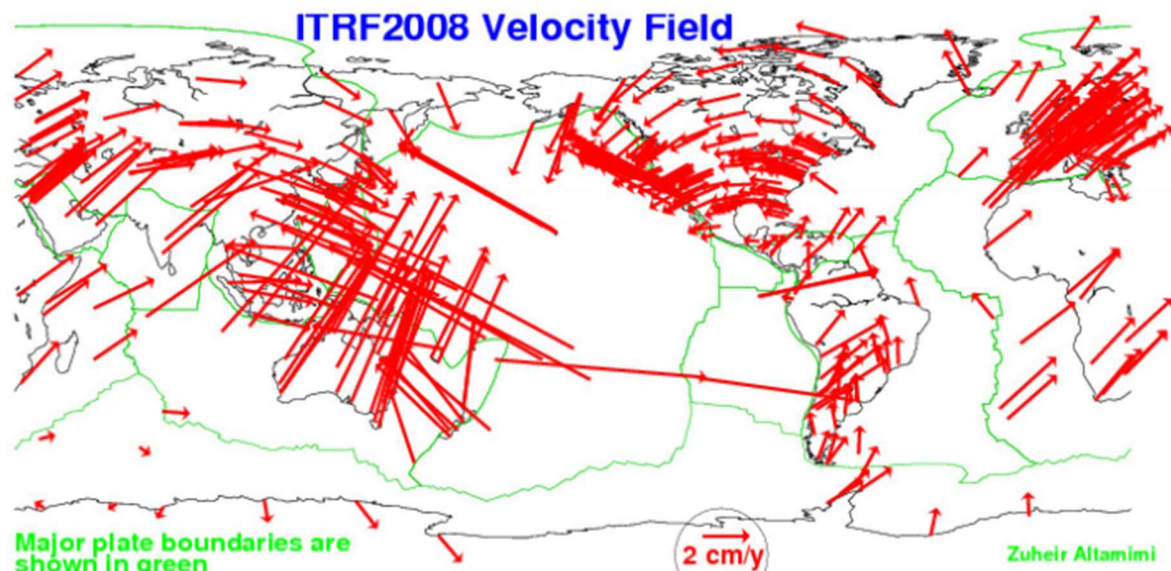 ITRF2008 Velocity Field
Major plate boundaries are
shown in green
2 cm/y
Zuheir Altamimi